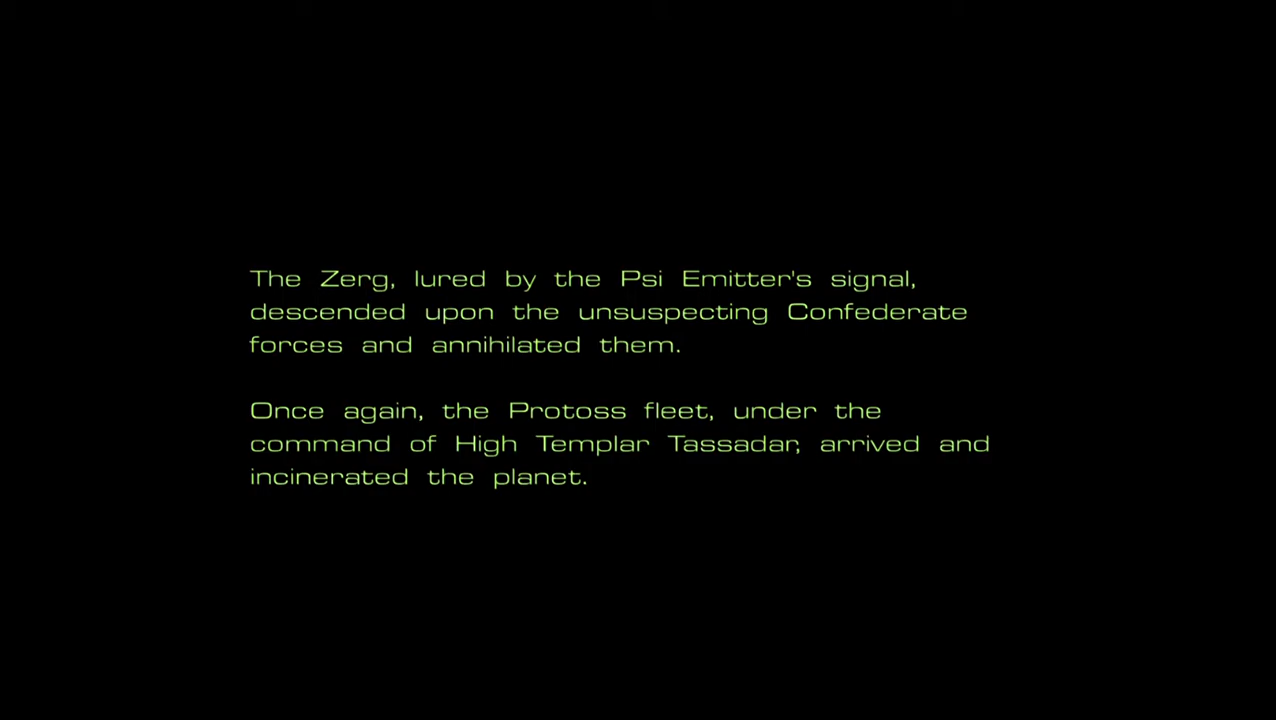 The Zerg, lured by the Psi Emitter's signal,
descended upon the unsuspecting Confederate
forces and annihilated them.
Once again, the Protoss fleet, under the
command of High Templar Tassadar, arrived and
incinerated the planet.